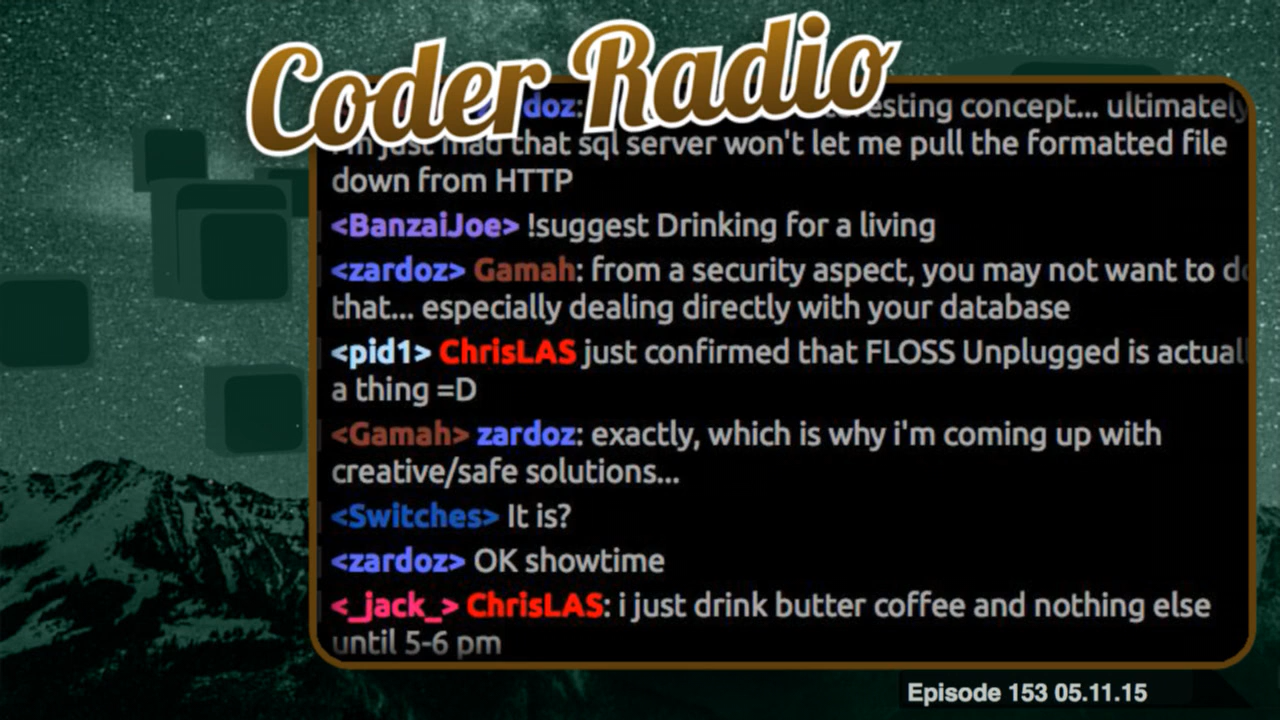 Coder Radio
doz: esting concept... ultimately
I'm just mad that sql server won't let me pull the formatted file
down from HTTP
<BanzaiJoe> !suggest Drinking for a living
<zardoz> Gamah: from a security aspect, you may not want to do
that... especially dealing directly with your database
<pid1> ChrisLAS just confirmed that FLOSS Unplugged is actuall
a thing =D
<Gamah> zardoz: exactly, which is why i'm coming up with
creative/safe solutions...
<Switches> It is?
<zardoz> OK showtime
<_jack_> ChrisLAS: i just drink butter coffee and nothing else
until 5-6 pm
Episode 153 05.11.15